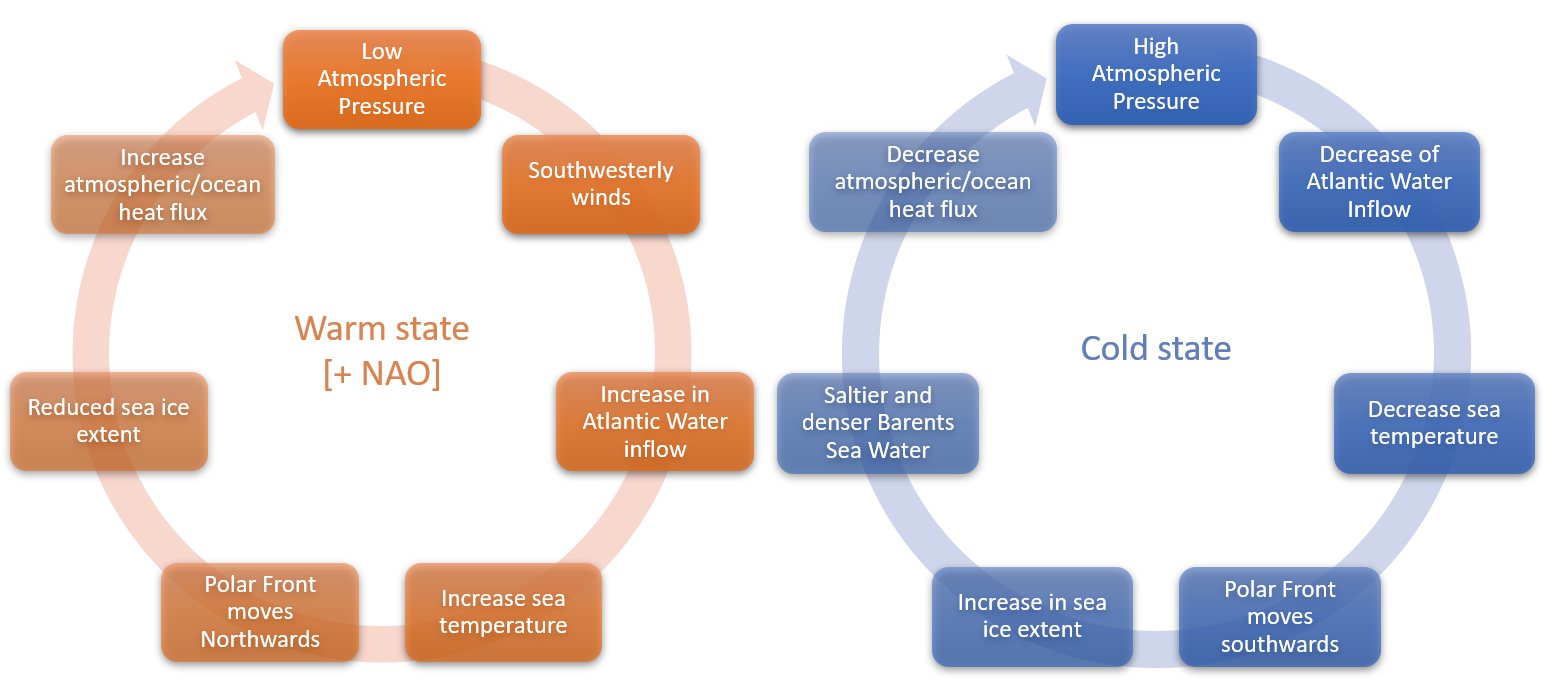 Low
Atmospheric
Pressure
Southwesterly
winds
Increase in
Atlantic Water
inflow
Increase sea
temperature
Polar Front
moves
Northwards
Reduced sea ice
extent
Increase
atmospheric/ocean
heat flux
Warm state
[+ NAO]
High
Atmospheric
Pressure
Decrease of
Atlantic Water
Inflow
Decrease sea
temperature
Polar Front
moves
southwards
Increase in sea
ice extent
Saltier and
denser Barents
Sea Water
Decrease
atmospheric/ocean
heat flux
Cold state